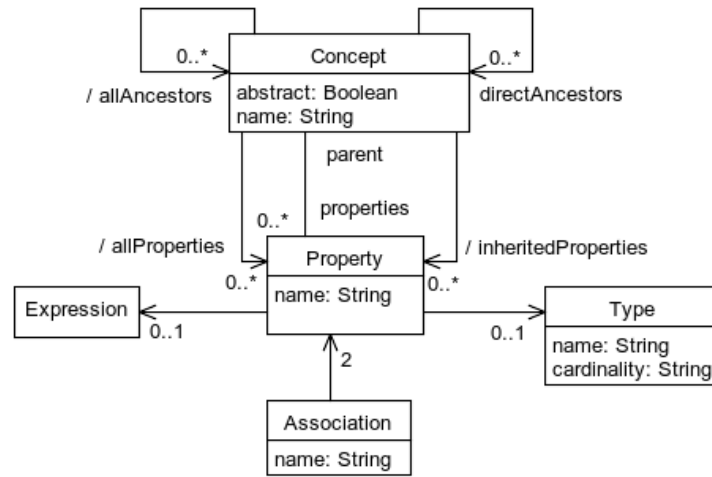 0..*
Concept
0..*
/ allAncestors
abstract: Boolean
directAncestors
name: String
parent
0..*
properties
/ allProperties
Property
/ inheritedProperties
0..*
name: String
0..*
Expression
Type
0..1
0..1
name: String
cardinality: String
2
Association
name: String